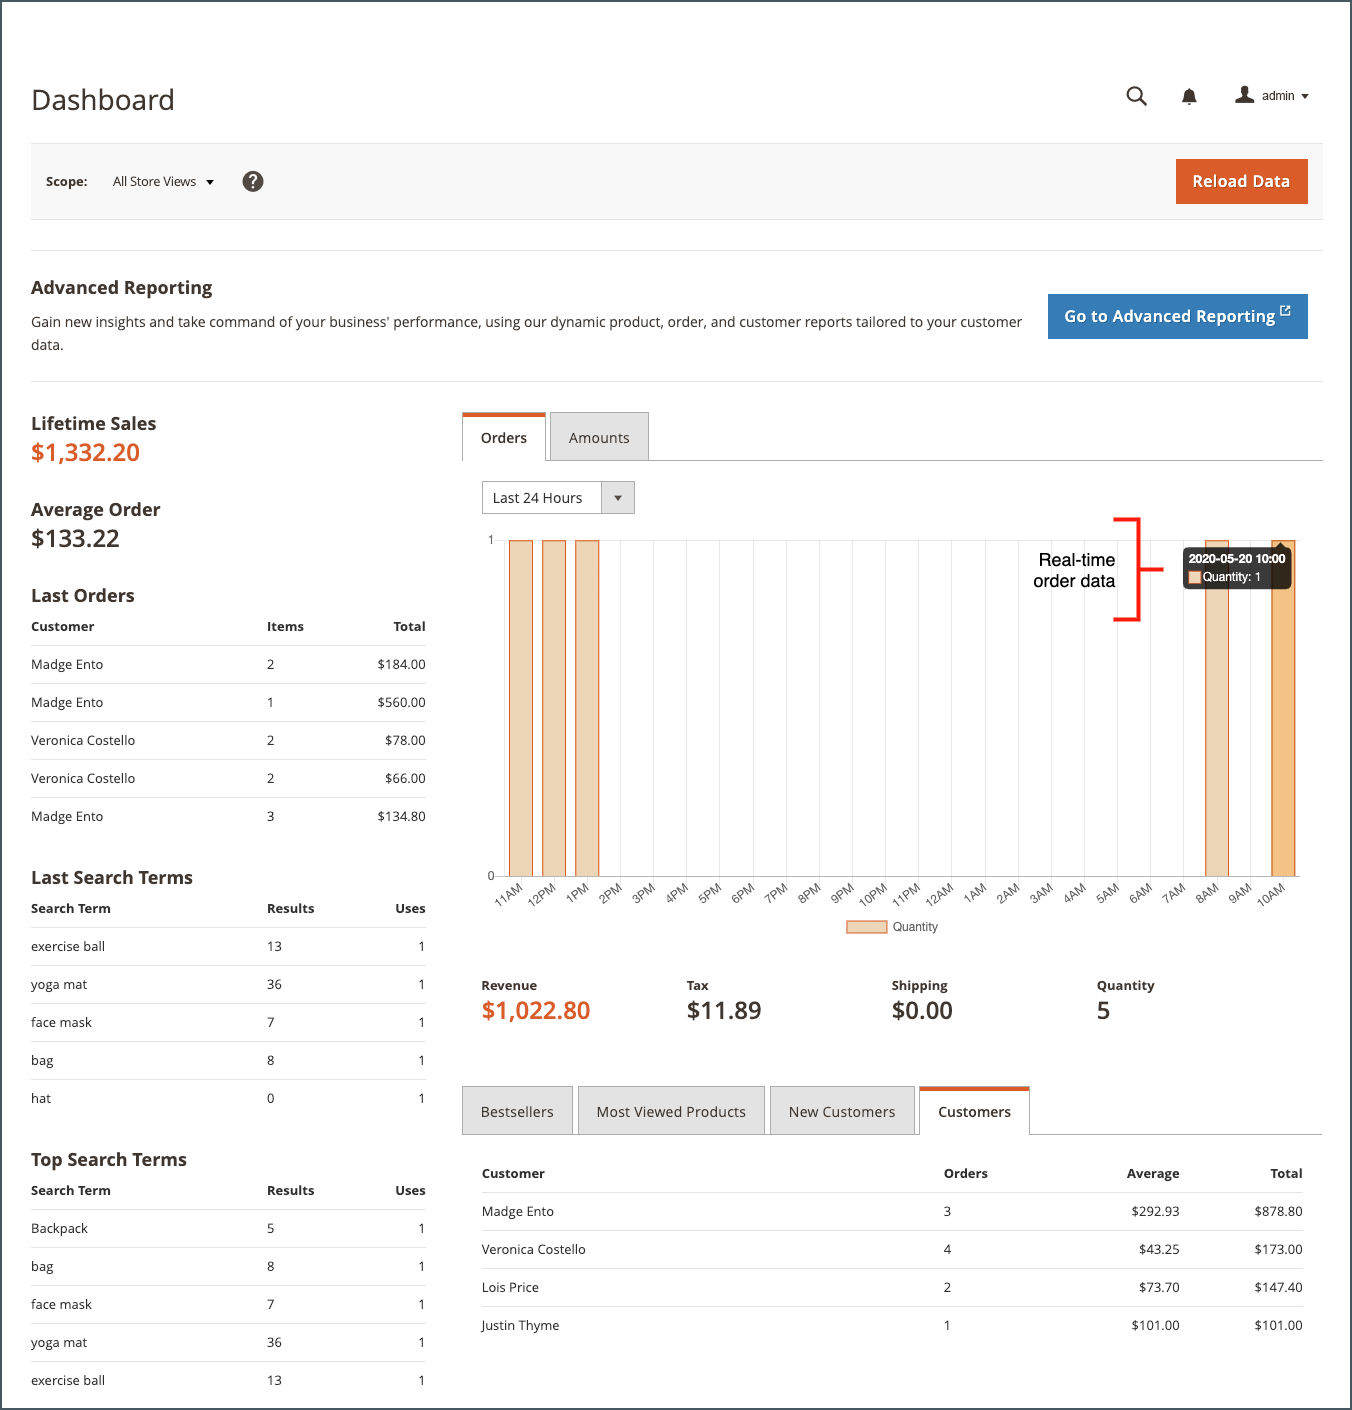 Dashboard
admin
Scope: All Store Views ?
Reload Data
Advanced Reporting
Gain new insights and take command of your business' performance, using our dynamic product, order, and customer reports tailored to your customer
data.
Go to Advanced Reporting
Lifetime Sales
$1,332.20
Average Order
$133.22
Last Orders
Customer Items Total
Madge Ento 2 $184.00
Madge Ento 1 $560.00
Veronica Costello 2 $78.00
Veronica Costello 2 $66.00
Madge Ento 3 $134.80
Last Search Terms
Search Term Results Uses
exercise ball 13 1
yoga mat 36 1
face mask 7 1
bag 8 1
hat 0 1
Top Search Terms
Search Term Results Uses
Backpack 5 1
bag 8 1
face mask 7 1
yoga mat 36 1
exercise ball 13 1
Orders Amounts
Last 24 Hours
1
Real-time
order data
2020-05-20 10:00
Quantity: 1
0
11AM 12PM 1PM 2PM 3PM 4PM 5PM 6PM 7PM 8PM 9PM 10PM 11PM 12AM 1AM 2AM 3AM 4AM 5AM 6AM 7AM 8AM 9AM 10AM
Quantity
Revenue Tax Shipping Quantity
$1,022.80 $11.89 $0.00 5
Bestsellers Most Viewed Products New Customers Customers
Customer Orders Average Total
Madge Ento 3 $292.93 $878.80
Veronica Costello 4 $43.25 $173.00
Lois Price 2 $73.70 $147.40
Justin Thyme 1 $101.00 $101.00